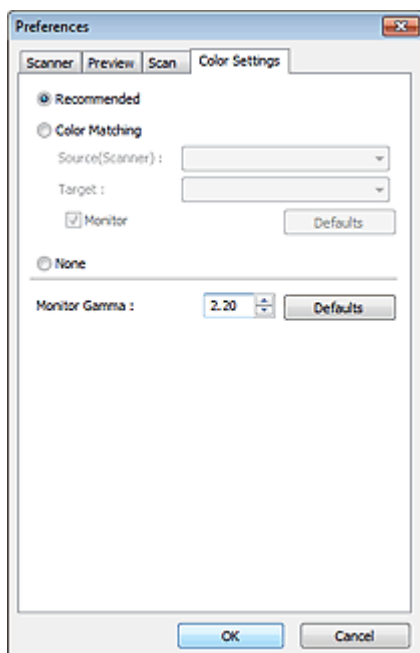 Preferences
Scanner Preview Scan Color Settings
Recommended
Color Matching
Source(Scanner) :
Target :
Monitor Defaults
None
Monitor Gamma : 2.20 Defaults
OK Cancel